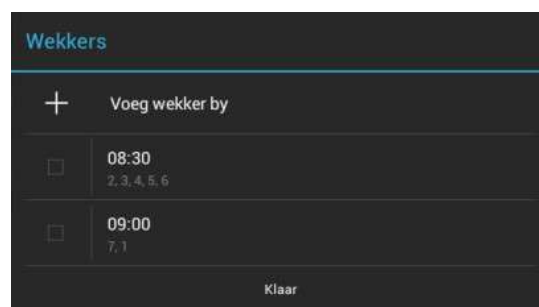 Wekkers
Voeg wekker by
08:30
2, 3, 4, 5, 6
09:00
7, 1
Klaar